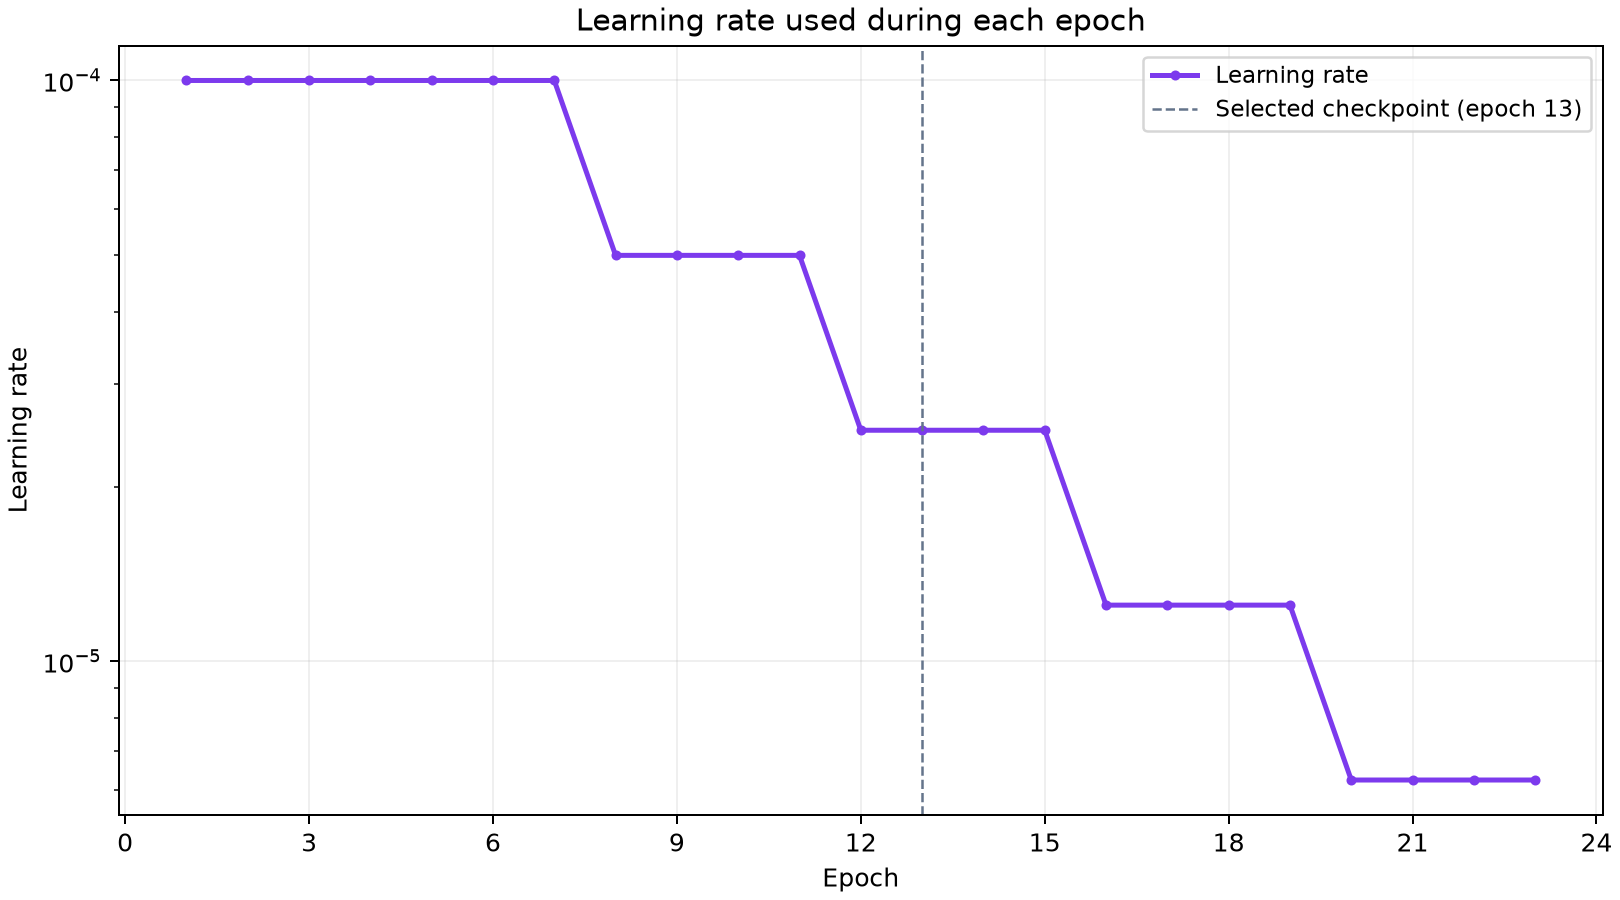 Learning rate used during each epoch
Learning rate
Selected checkpoint (epoch 13)
10⁻⁴
10⁻⁵
Learning rate
0 3 6 9 12 15 18 21 24
Epoch